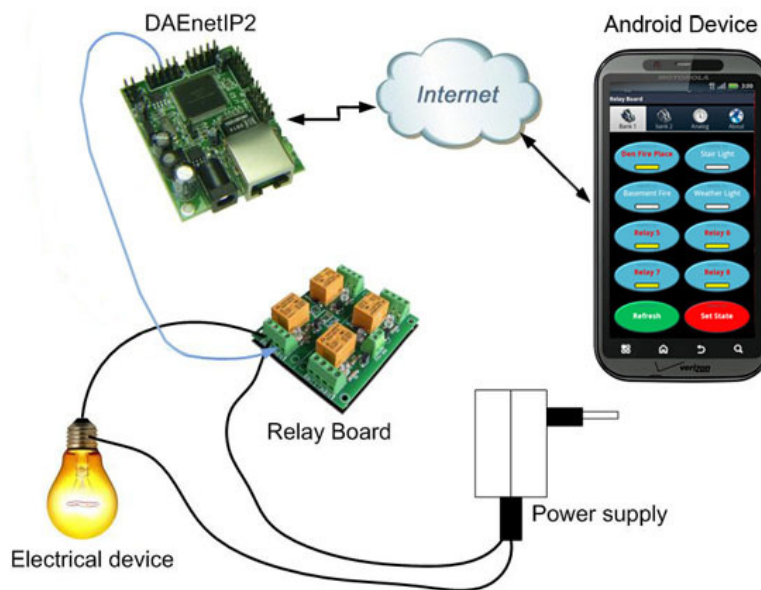 DAEnetIP2
Internet
Android Device
MOTOROLA
3:00
Relay Board
Bank 1
Bank 2
Analog
About
Den Fire Place
Stair Light
Basement Fire
Weather Light
Relay 5
Relay 6
Relay 7
Relay 8
Refresh
Set State
verizon
Relay Board
Power supply
Electrical device